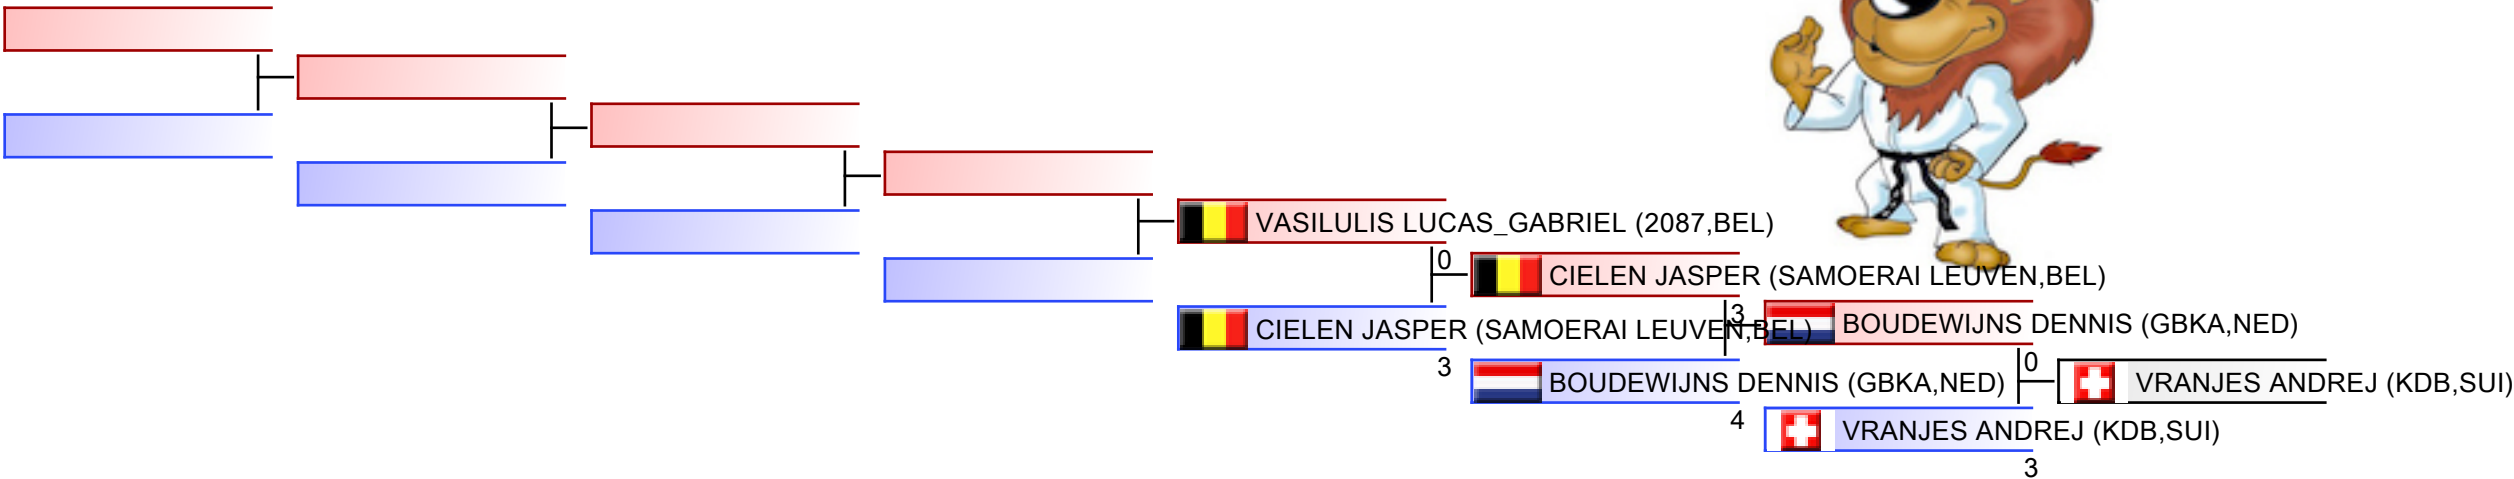 VASILULIS LUCAS_GABRIEL (2087,BEL)
0
CIELEN JASPER (SAMOERAI LEUVEN,BEL)
3
CIELEN JASPER (SAMOERAI LEUVEN,BEL)
BOUDEWIJNS DENNIS (GBKA,NED)
3
0
BOUDEWIJNS DENNIS (GBKA,NED)
VRANJES ANDREJ (KDB,SUI)
4
VRANJES ANDREJ (KDB,SUI)
3